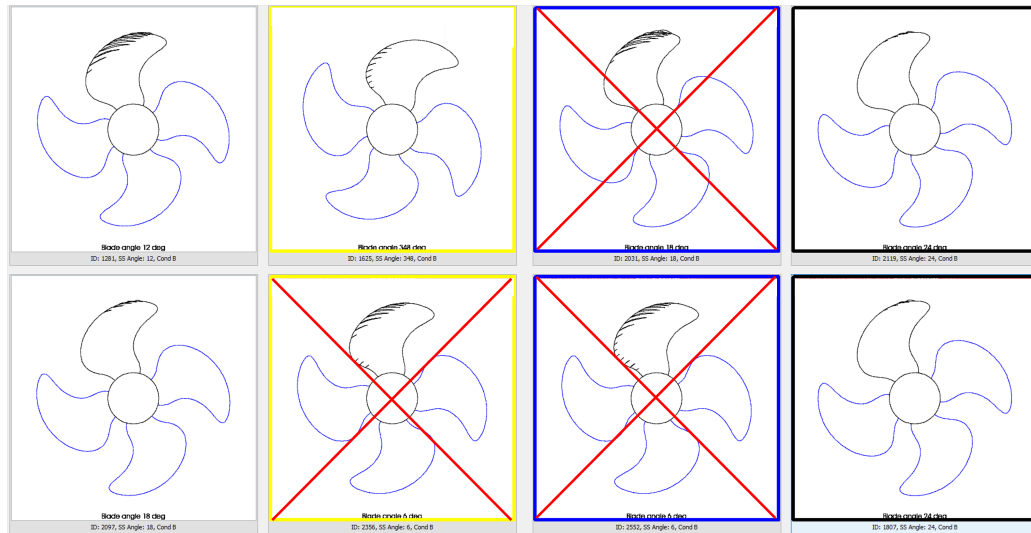 Blade angle 12 deg
ID: 1281, SS Angle: 12, Cond B
Blade angle 348 deg
ID: 1625, SS Angle: 348, Cond B
Blade angle 18 deg
ID: 2031, SS Angle: 18, Cond B
Blade angle 24 deg
ID: 2119, SS Angle: 24, Cond B
Blade angle 18 deg
ID: 2097, SS Angle: 18, Cond B
Blade angle 6 deg
ID: 2356, SS Angle: 6, Cond B
Blade angle 6 deg
ID: 2552, SS Angle: 6, Cond B
Blade angle 24 deg
ID: 1807, SS Angle: 24, Cond B